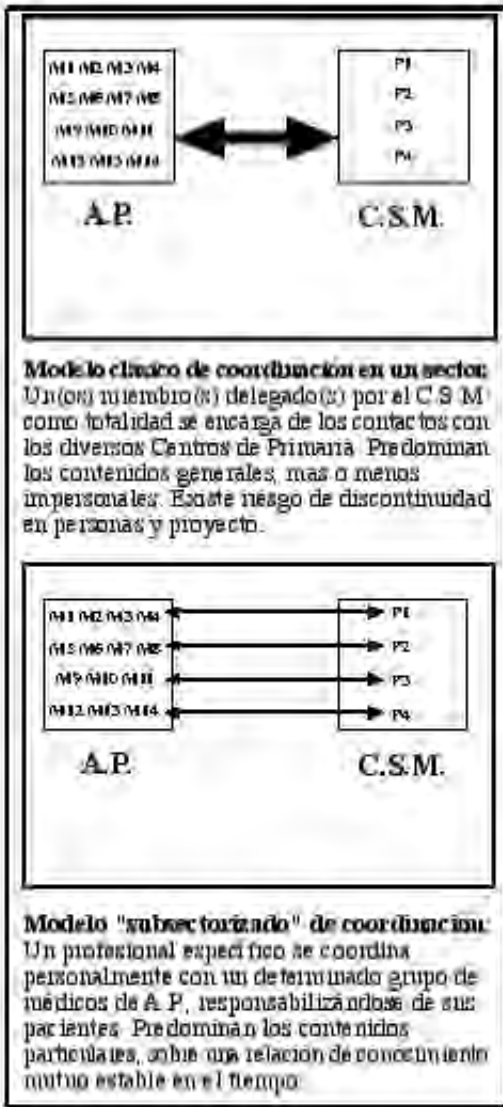 M1 M2 M3 M4
M5 M6 M7 M8
M9 M10 M11
M12 M13 M14
A.P.
P1
P2
P3
P4
C.S.M.
Modelo clásico de coordinación en un sector:
Un(os) miembro(s) delegado(s) por el C S M
como totalidad se encarga de los contactos con
los diversos Centros de Primaria. Predominan
los contenidos generales, mas o menos
impersonales. Existe riesgo de discontinuidad
en personas y proyecto.
M1 M2 M3 M4
M5 M6 M7 M8
M9 M10 M11
M12 M13 M14
A.P.
P1
P2
P3
P4
C.S.M.
Modelo "subsectorizado" de coordinación:
Un profesional específico se coordina
personalmente con un determinado grupo de
médicos de A. P., responsabilizándose de sus
pacientes. Predominan los contenidos
particulares, sobre una relación de conocimiento
mutuo estable en el tiempo.